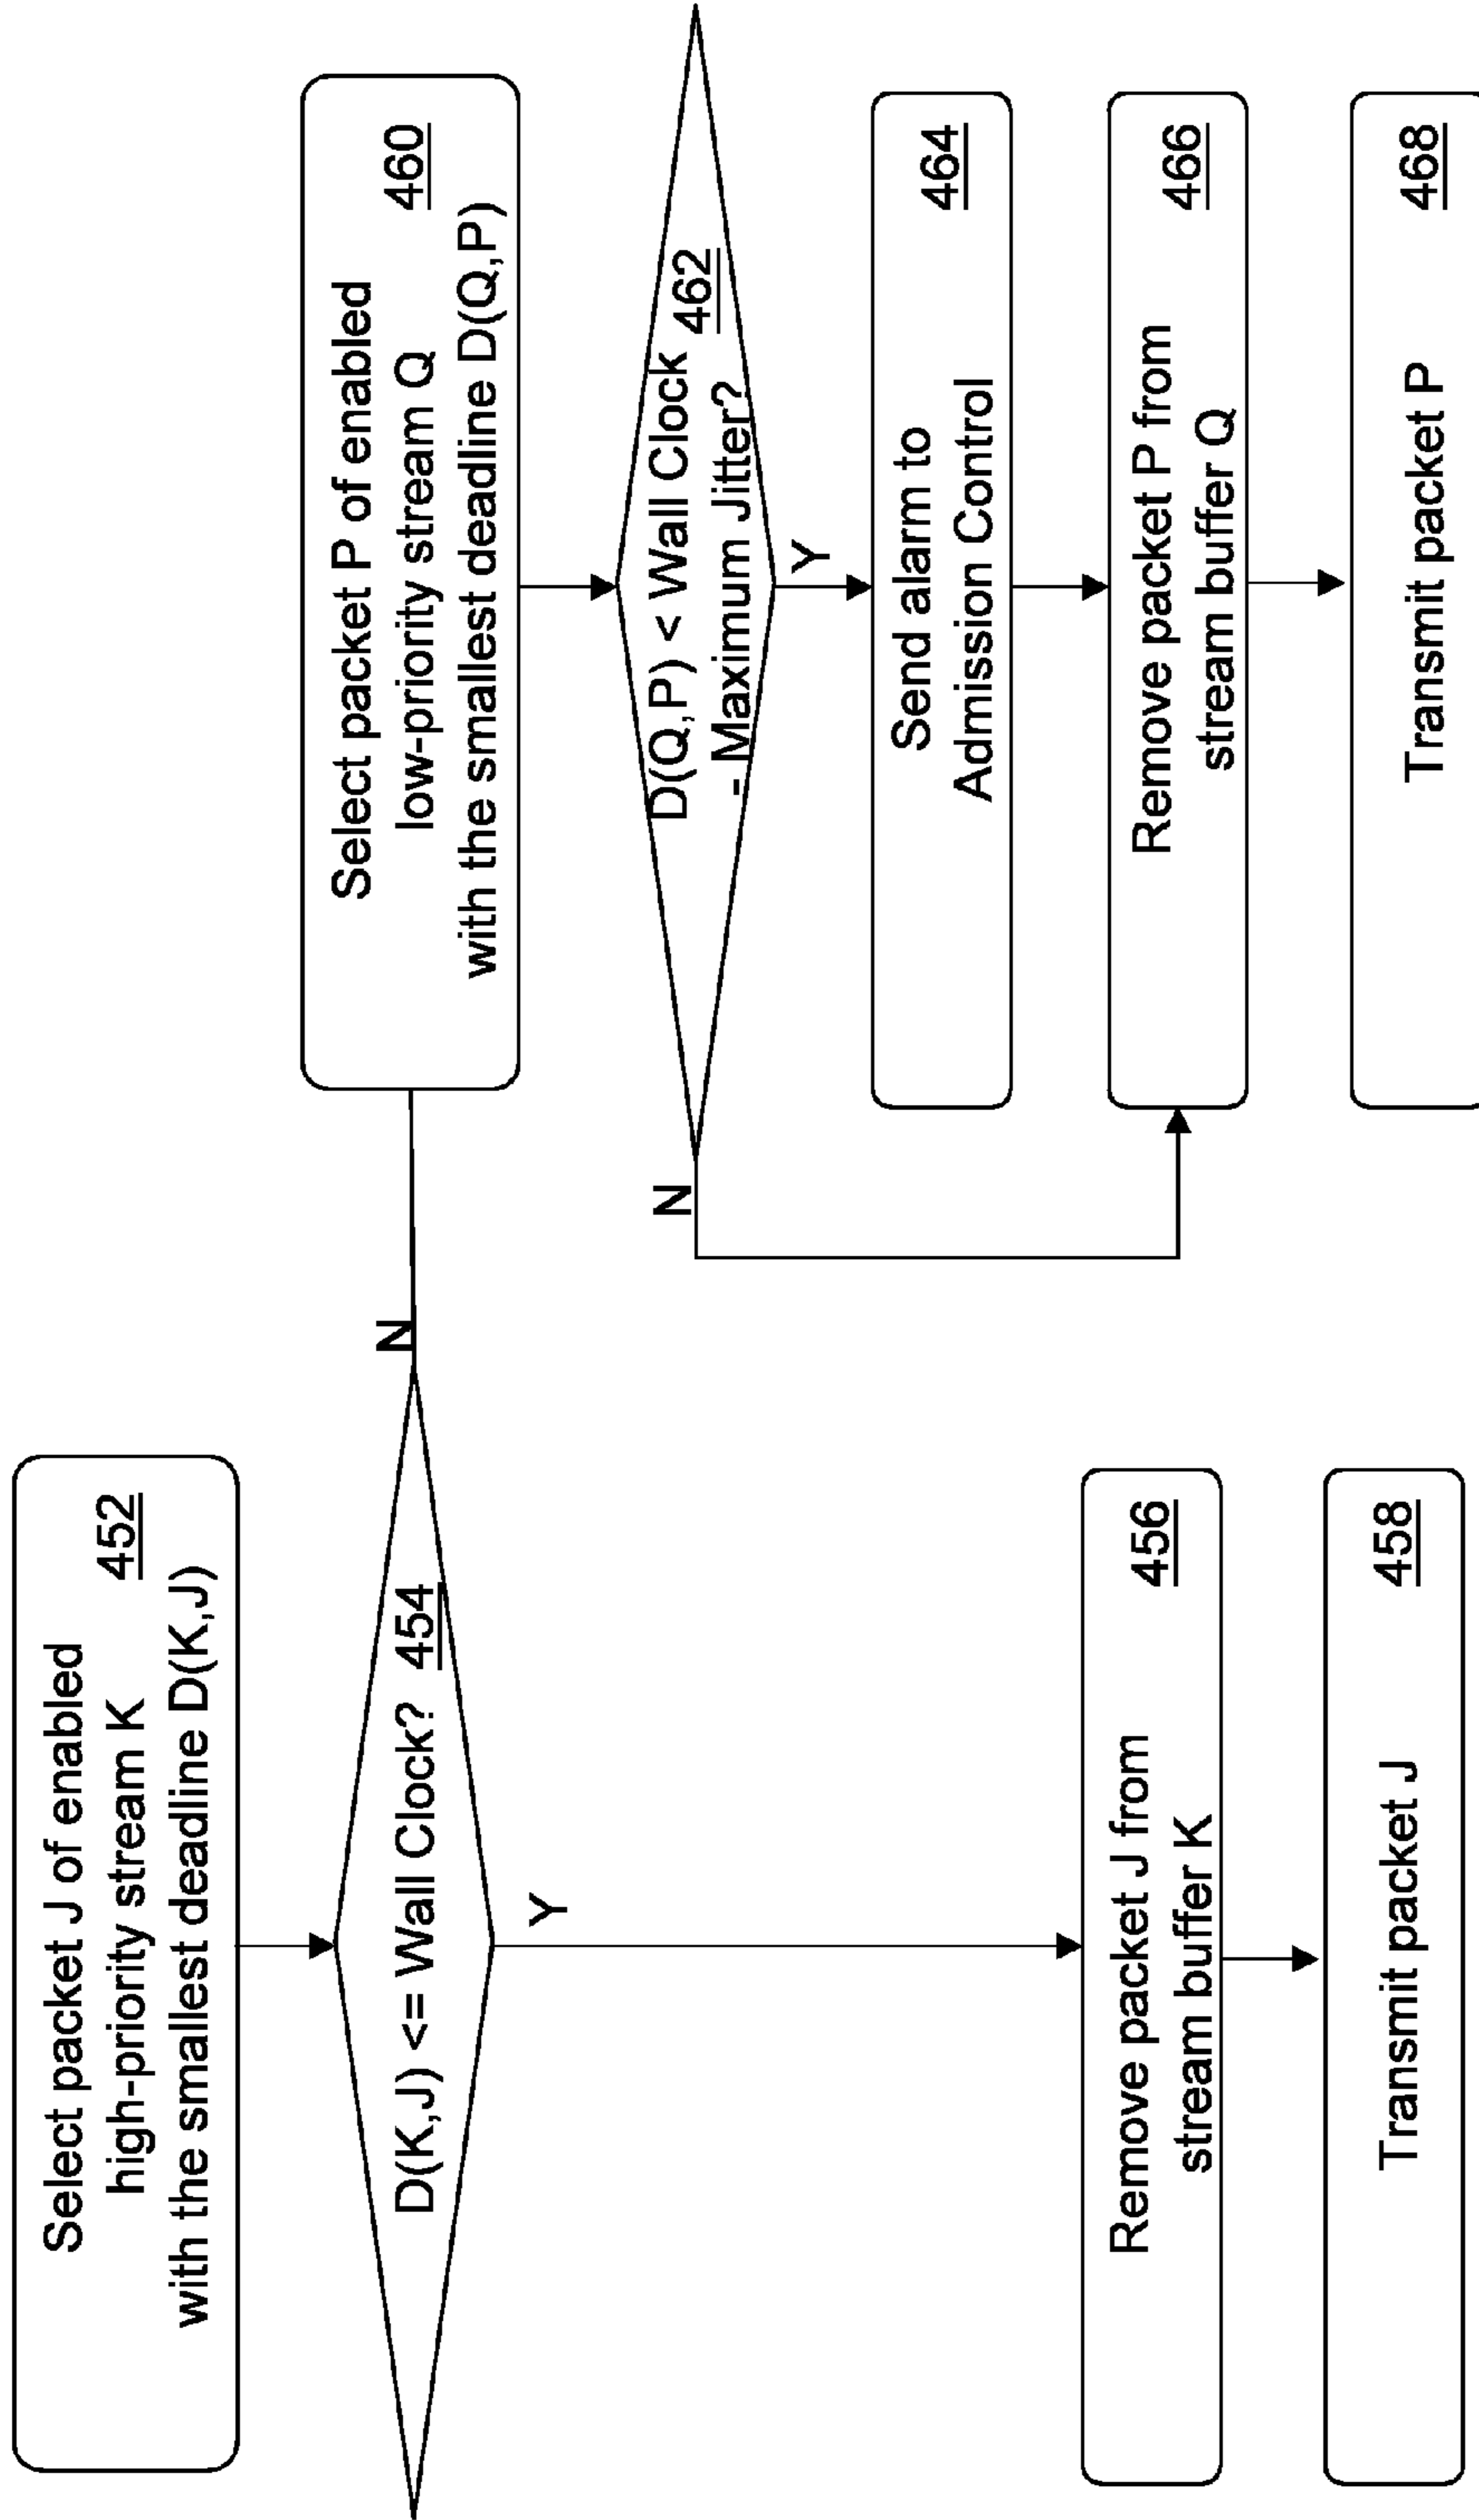 Select packet J of enabled
high-priority stream K 452
with the smallest deadline D(K,J)
D(K,J) <= Wall Clock? 454
N
Y
Remove packet J from 456
stream buffer K
Transmit packet J 458
Select packet P of enabled
low-priority stream Q 460
with the smallest deadline D(Q,P)
D(Q,P) < Wall Clock 462
- Maximum Jitter?
N
Y
Send alarm to 464
Admission Control
Remove packet P from 466
stream buffer Q
Transmit packet P 468